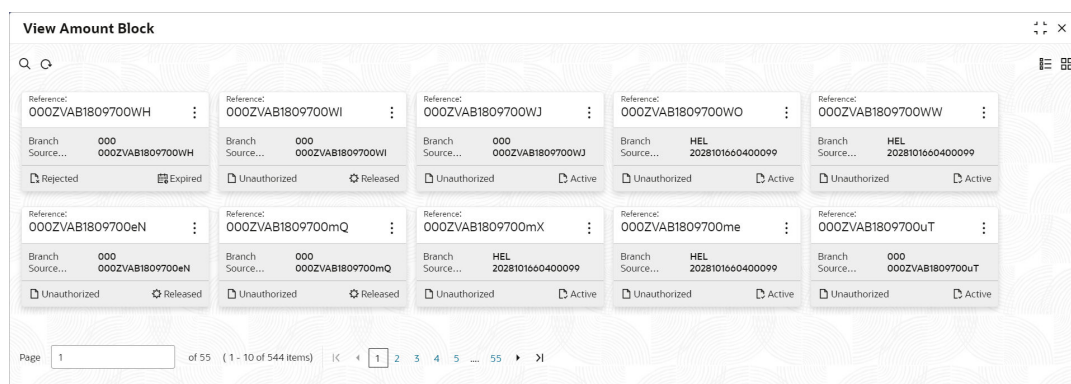 View Amount Block
Reference: Reference: Reference: Reference: Reference:
000ZVAB1809700WH 000ZVAB1809700WI 000ZVAB1809700WJ 000ZVAB1809700WO 000ZVAB1809700WW
Branch 000 Branch 000 Branch 000 Branch HEL Branch HEL
Source... 000ZVAB1809700WH Source... 000ZVAB1809700WI Source... 000ZVAB1809700WJ Source... 2028101660400099 Source... 2028101660400099
Rejected Expired Unauthorized Released Unauthorized Active Unauthorized Active Unauthorized Active
Reference: Reference: Reference: Reference: Reference:
000ZVAB1809700eN 000ZVAB1809700mQ 000ZVAB1809700mX 000ZVAB1809700me 000ZVAB1809700uT
Branch 000 Branch 000 Branch HEL Branch HEL Branch 000
Source... 000ZVAB1809700eN Source... 000ZVAB1809700mQ Source... 2028101660400099 Source... 2028101660400099 Source... 000ZVAB1809700uT
Unauthorized Released Unauthorized Released Unauthorized Active Unauthorized Active Unauthorized Active
Page 1 of 55 ( 1 - 10 of 544 items) 1 2 3 4 5 .... 55